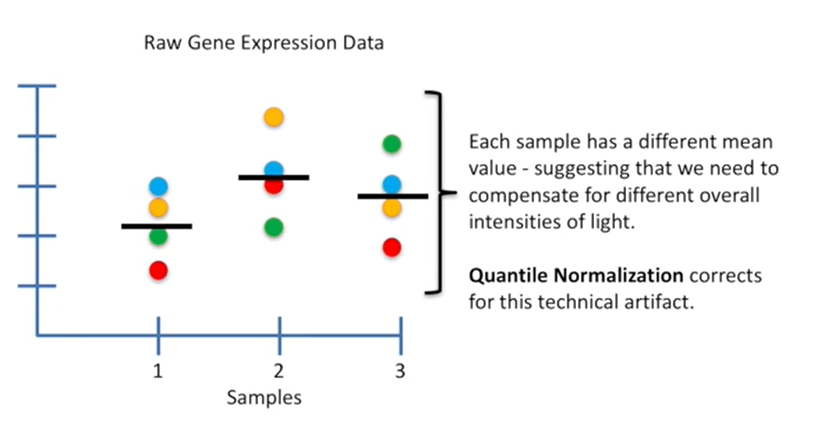 Raw Gene Expression Data
Each sample has a different mean
value - suggesting that we need to
compensate for different overall
intensities of light.
Quantile Normalization corrects
for this technical artifact.
1 2 3
Samples